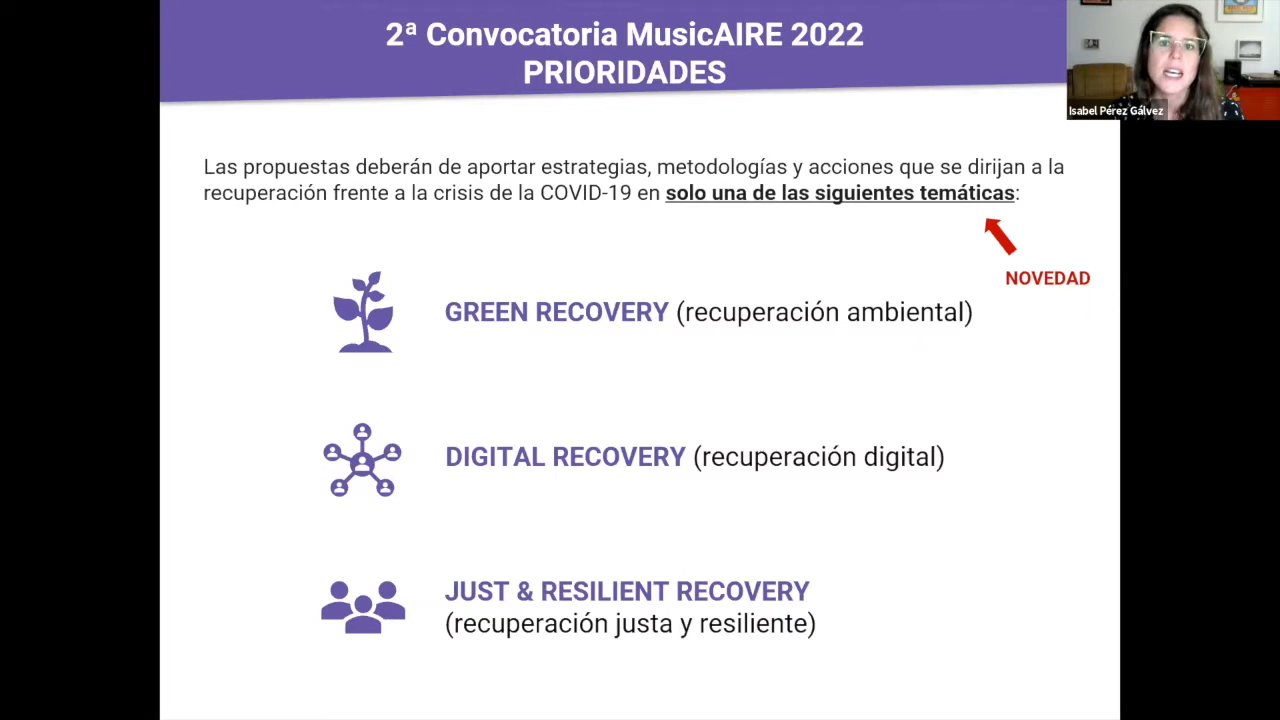 2ª Convocatoria MusicAIRE 2022
PRIORIDADES
Isabel Pérez Gálvez
Las propuestas deberán de aportar estrategias, metodologías y acciones que se dirijan a la
recuperación frente a la crisis de la COVID-19 en solo una de las siguientes temáticas:
NOVEDAD
GREEN RECOVERY (recuperación ambiental)
DIGITAL RECOVERY (recuperación digital)
JUST & RESILIENT RECOVERY
(recuperación justa y resiliente)